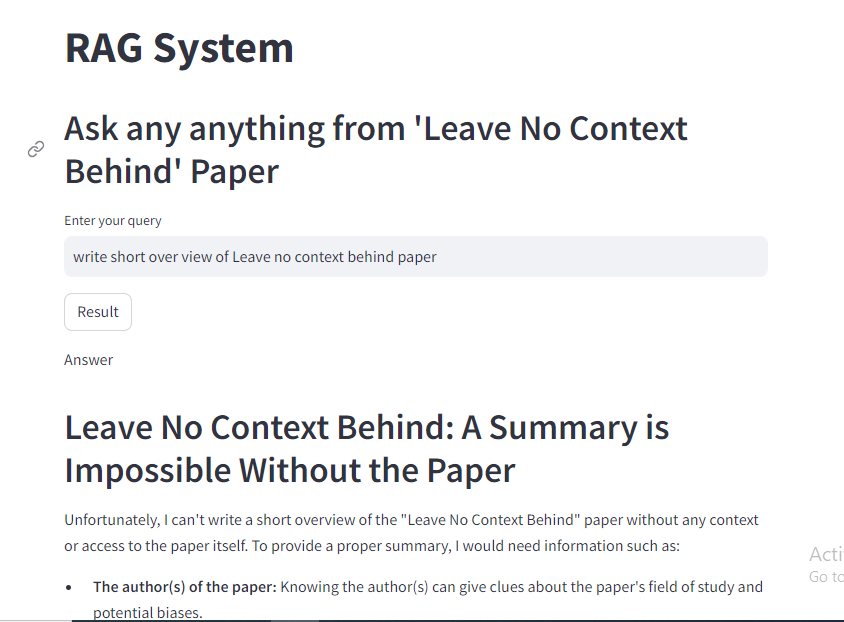 RAG System
Ask any anything from 'Leave No Context
Behind' Paper
Enter your query
write short over view of Leave no context behind paper
Result
Answer
Leave No Context Behind: A Summary is
Impossible Without the Paper
Unfortunately, I can't write a short overview of the "Leave No Context Behind" paper without any context
or access to the paper itself. To provide a proper summary, I would need information such as:
• The author(s) of the paper: Knowing the author(s) can give clues about the paper's field of study and
potential biases.
Acti
Go to